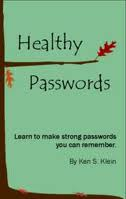 Healthy
Passwords
Learn to make strong passwords
you can remember.
By Ken S. Klein